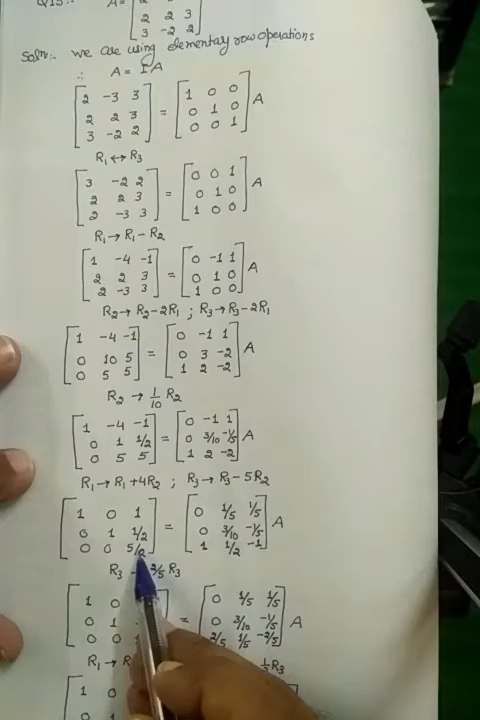 Q15:- A=
2 2 3
3 -2 2
Soln:- we are using elementary row operations
∴ A = IA
[2 -3 3] [1 0 0]
[2 2 3] = [0 1 0] A
[3 -2 2] [0 0 1]
R₁ ↔ R₃
[3 -2 2] [0 0 1]
[2 2 3] = [0 1 0] A
[2 -3 3] [1 0 0]
R₁ → R₁ - R₂
[1 -4 -1] [0 -1 1]
[2 2 3] = [0 1 0] A
[2 -3 3] [1 0 0]
R₂ → R₂ - 2R₁ ; R₃ → R₃ - 2R₁
[1 -4 -1] [0 -1 1]
[0 10 5] = [0 3 -2] A
[0 5 5] [1 2 -2]
R₂ → 1/10 R₂
[1 -4 -1] [0 -1 1]
[0 1 1/2] = [0 3/10 -1/5] A
[0 5 5] [1 2 -2]
R₁ → R₁ + 4R₂ ; R₃ → R₃ - 5R₂
[1 0 1] [0 1/5 1/5]
[0 1 1/2] = [0 3/10 -1/5] A
[0 0 5/2] [1 1/2 -1]
R₃ 2/5 R₃
[1 0 ] [0 1/5 1/5]
[0 1 ] = [0 3/10 -1/5] A
[0 0 1] [2/5 1/5 -2/5]
R₁ → R R₃
[1 0
[0 1